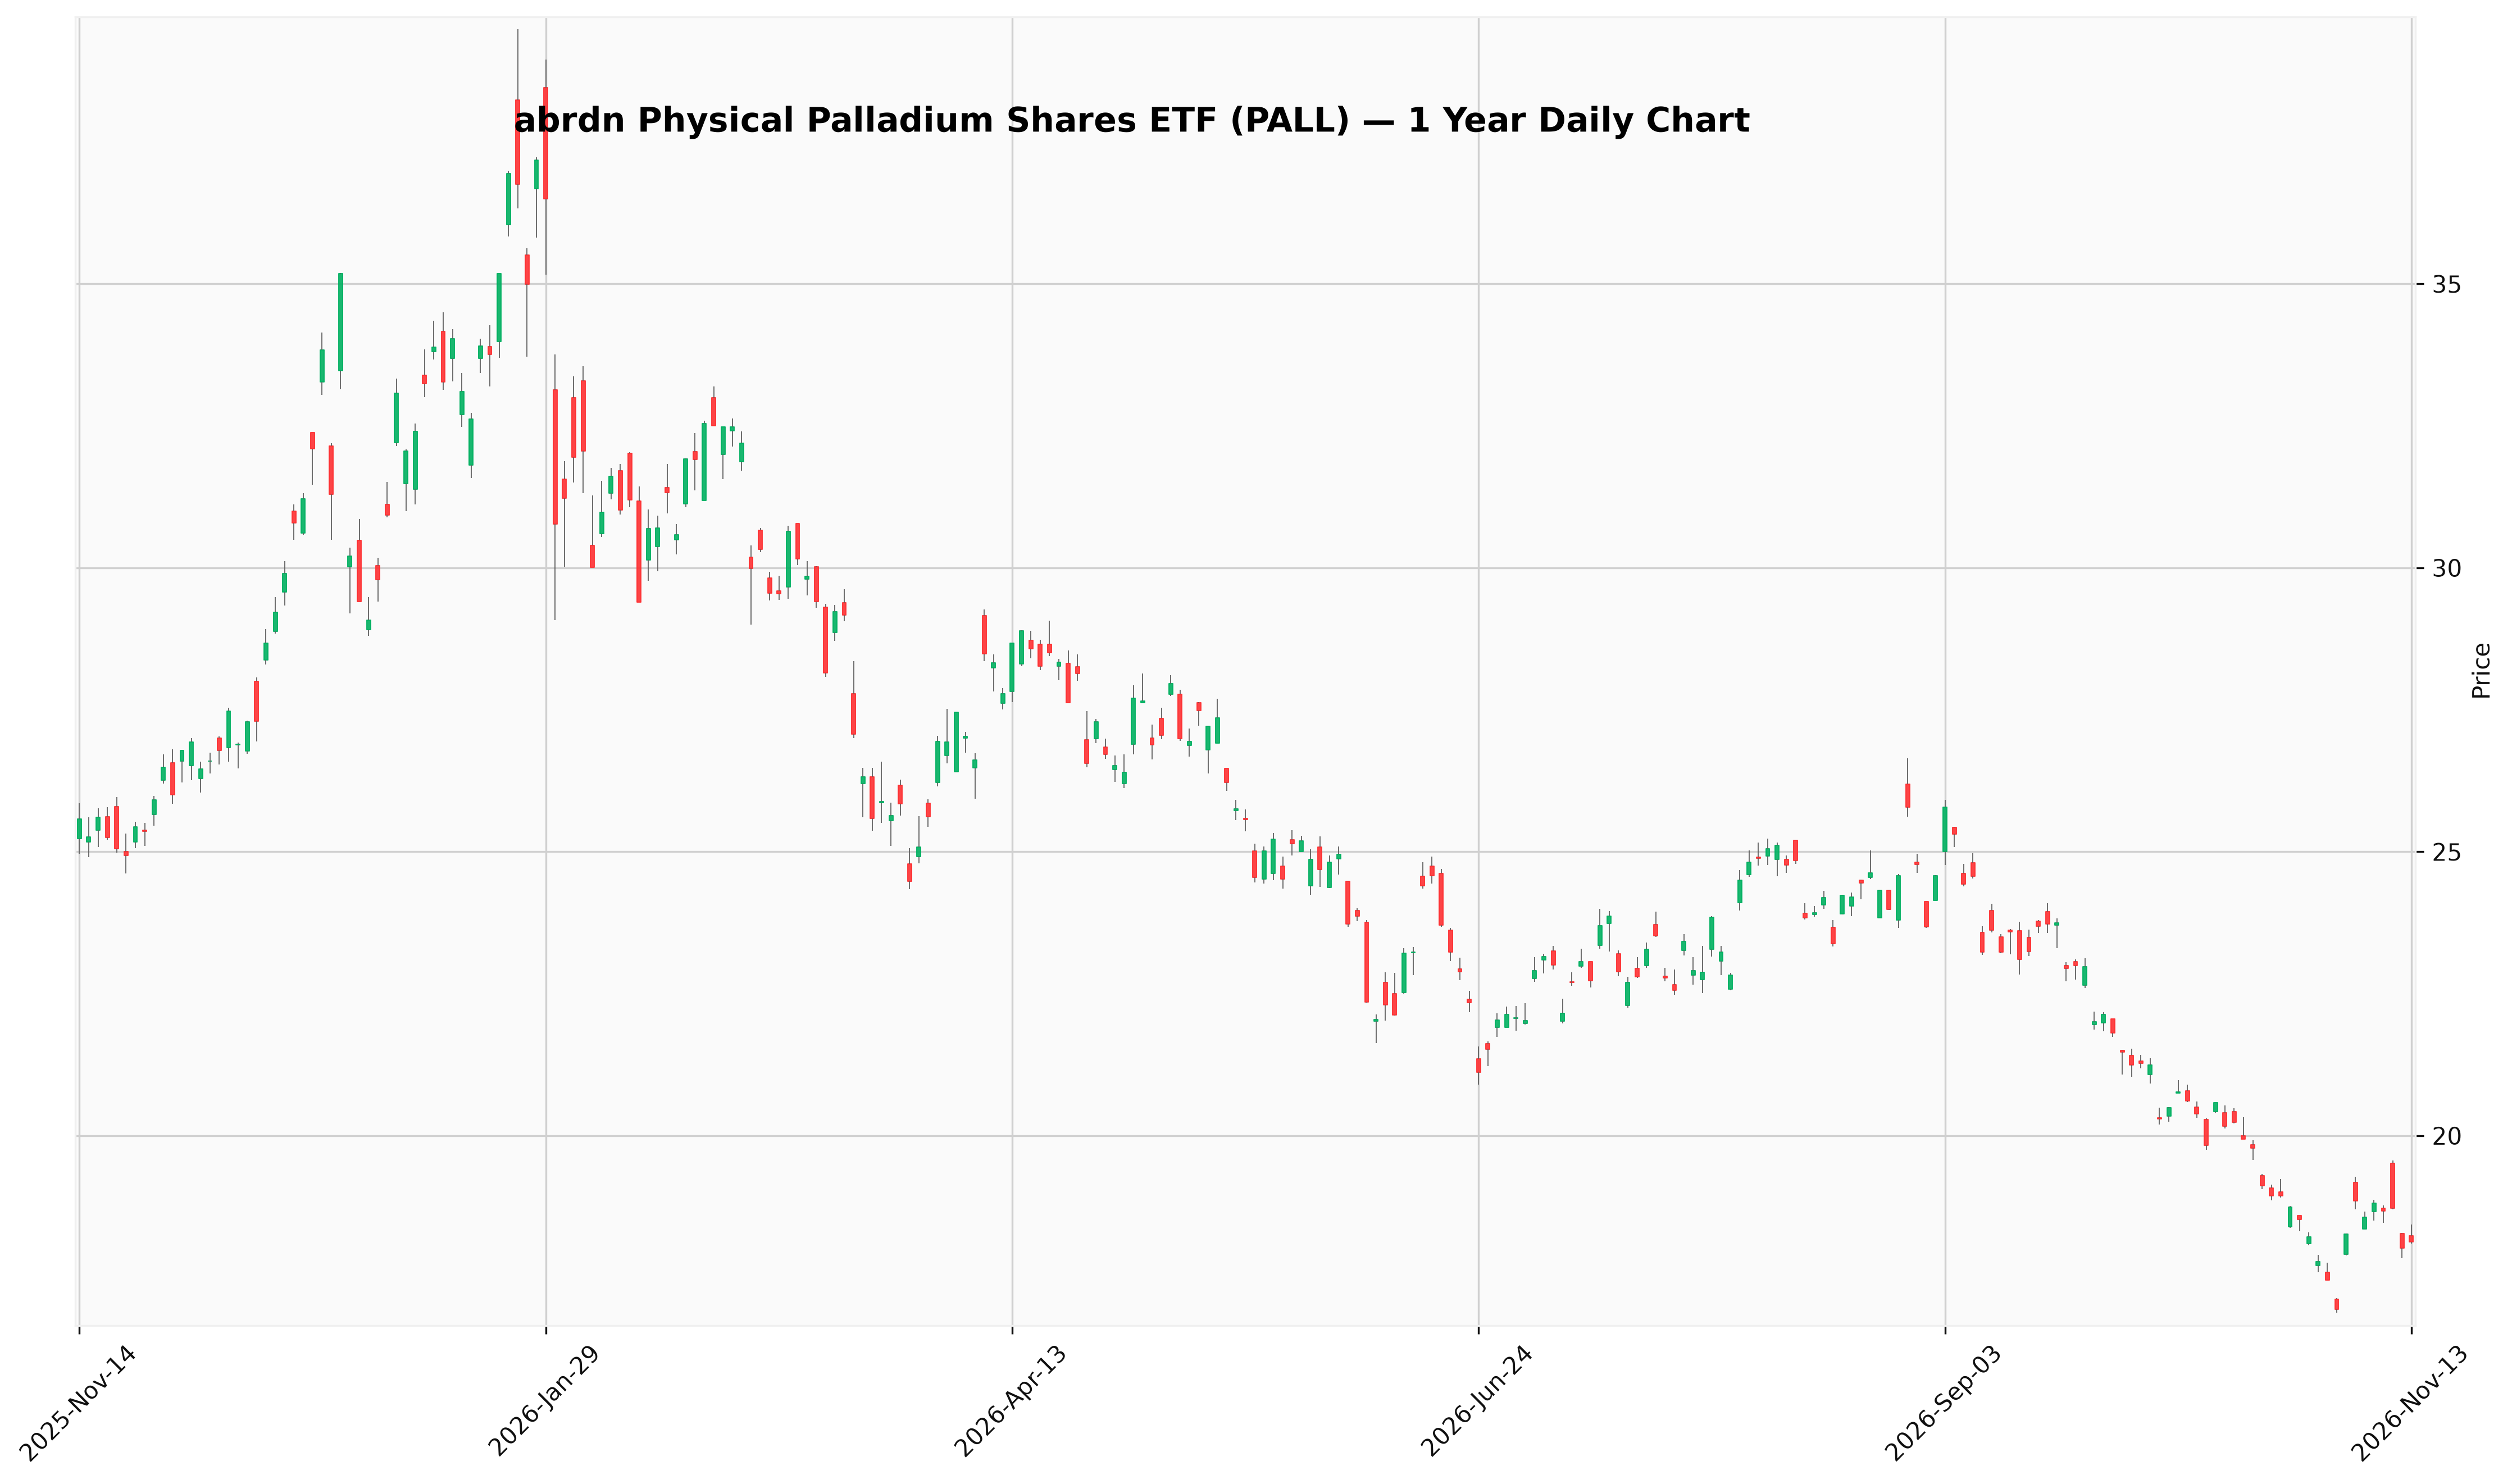 abrdn Physical Palladium Shares ETF (PALL) — 1 Year Daily Chart
35
30
25
20
Price
2025-Nov-14
2026-Jan-29
2026-Apr-13
2026-Jun-24
2026-Sep-03
2026-Nov-13